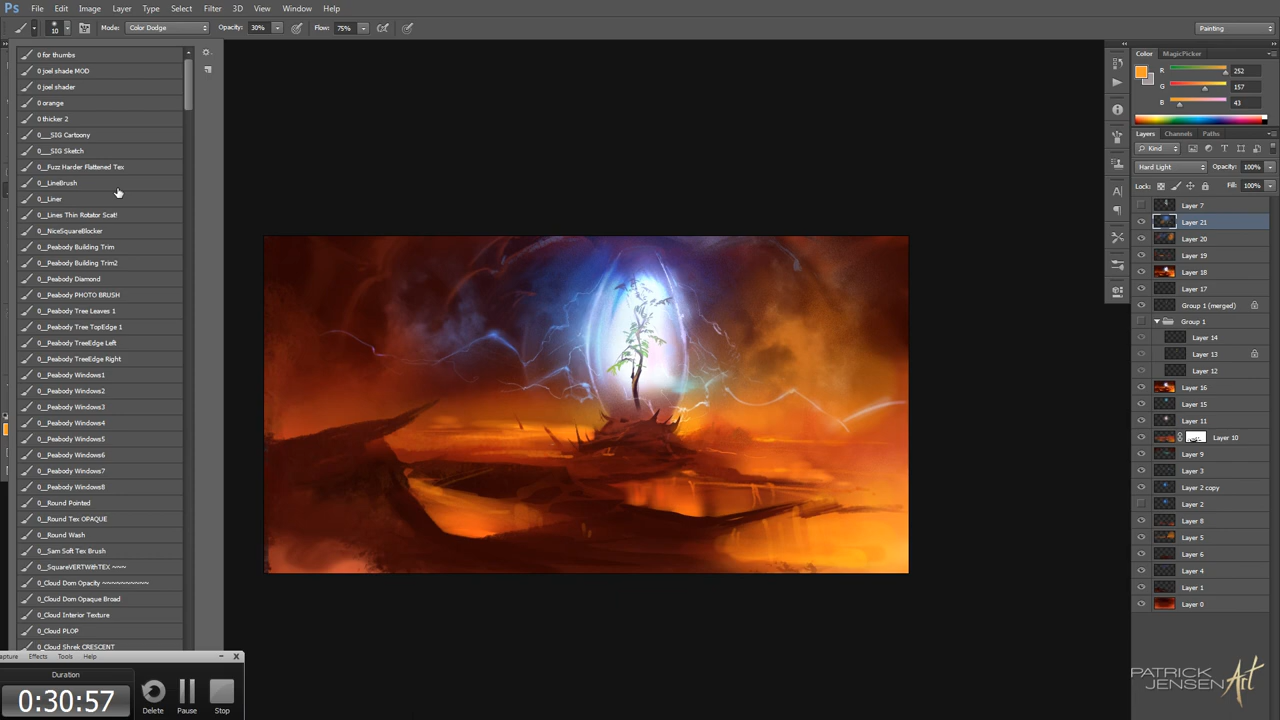 Ps File Edit Image Layer Type Select Filter 3D View Window Help
10 Mode: Color Dodge Opacity: 30% Flow: 75% Painting
0 for thumbs
0 joel shade MOD
0 joel shader
0 orange
0 thicker 2
0___SIG Cartoony
0___SIG Sketch
0__Fuzz Harder Flattened Tex
0__LineBrush
0__Liner
0__Lines Thin Rotator Scat!
0__NiceSquareBlocker
0__Peabody Building Trim
0__Peabody Building Trim2
0__Peabody Diamond
0__Peabody PHOTO BRUSH
0__Peabody Tree Leaves 1
0__Peabody Tree TopEdge 1
0__Peabody TreeEdge Left
0__Peabody TreeEdge Right
0__Peabody Windows1
0__Peabody Windows2
0__Peabody Windows3
0__Peabody Windows4
0__Peabody Windows5
0__Peabody Windows6
0__Peabody Windows7
0__Peabody Windows8
0__Round Pointed
0__Round Tex OPAQUE
0__Round Wash
0__Sam Soft Tex Brush
0__SquareVERTWithTEX ~~~
0_Cloud Dom Opacity ~~~~~~~~~~
0_Cloud Dom Opaque Broad
0_Cloud Interior Texture
0_Cloud PLOP
0_Cloud Shrek CRESCENT
apture Effects Tools Help
Duration
0:30:57
Delete Pause Stop
Color MagicPicker
R 252
G 157
B 43
Layers Channels Paths
Kind
Hard Light Opacity: 100%
Lock: Fill: 100%
Layer 7
Layer 21
Layer 20
Layer 19
Layer 18
Layer 17
Group 1 (merged)
Group 1
Layer 14
Layer 13
Layer 12
Layer 16
Layer 15
Layer 11
Layer 10
Layer 9
Layer 3
Layer 2 copy
Layer 2
Layer 8
Layer 5
Layer 6
Layer 4
Layer 1
Layer 0
PATRICK
JENSEN Art